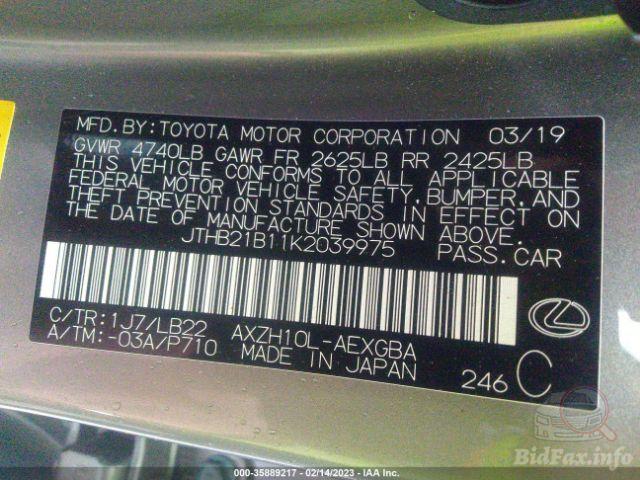 MFD.BY:TOYOTA MOTOR CORPORATION 03/19
GVWR 4740LB GAWR FR 2625LB RR 2425LB
THIS VEHICLE CONFORMS TO ALL APPLICABLE
FEDERAL MOTOR VEHICLE SAFETY, BUMPER, AND
THEFT PREVENTION STANDARDS IN EFFECT ON
THE DATE OF MANUFACTURE SHOWN ABOVE.
JTHB21B11K2039975 PASS.CAR
C/TR:1J7/LB22 AXZH10L-AEXGBA
A/TM:-03A/P710 MADE IN JAPAN
246 C
BidFax.info
000-35889217 - 02/14/2023 - IAA Inc.